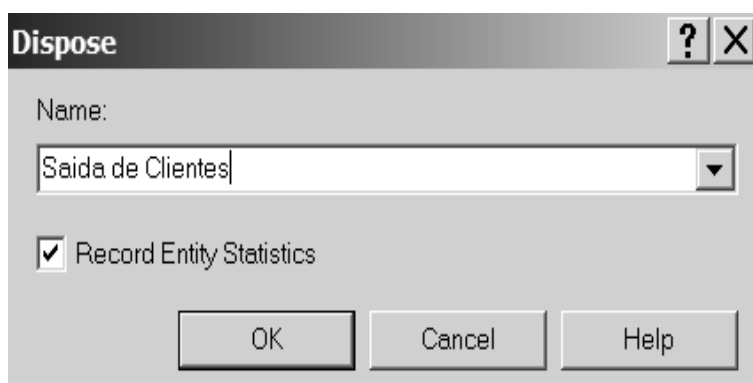 Dispose
Name:
Saida de Clientes
Record Entity Statistics
OK Cancel Help